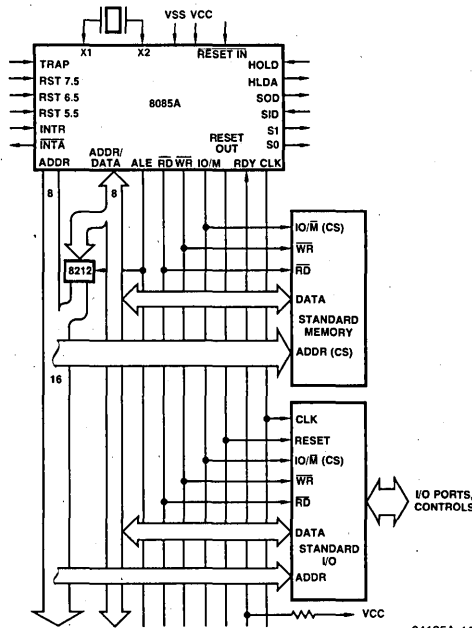 VSS VCC
X1 X2 RESET IN
TRAP
RST 7.5
RST 6.5
RST 5.5
INTR
INTA
ADDR
8085A
HOLD
HLDA
SOD
SID
S1
S0
ADDR/
DATA
ALE RD WR IO/M
RESET
OUT
RDY CLK
8
8
8212
16
IO/M (CS)
WR
RD
DATA
STANDARD
MEMORY
ADDR (CS)
CLK
RESET
IO/M (CS)
WR
RD
DATA
STANDARD
I/O
ADDR
I/O PORTS,
CONTROLS
VCC